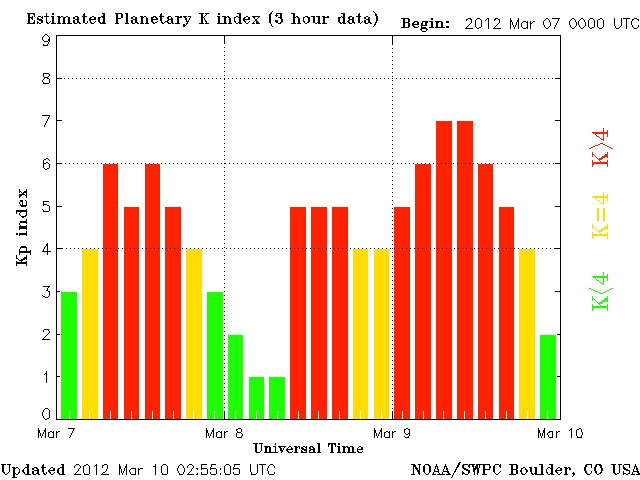 Estimated Planetary K index (3 hour data) Begin: 2012 Mar 07 0000 UTC
9
8
7
6
5
4
3
2
1
0
Kp index
K>4
K=4
K<4
Mar 7 Mar 8 Mar 9 Mar 10
Universal Time
Updated 2012 Mar 10 02:55:05 UTC NOAA/SWPC Boulder, CO USA